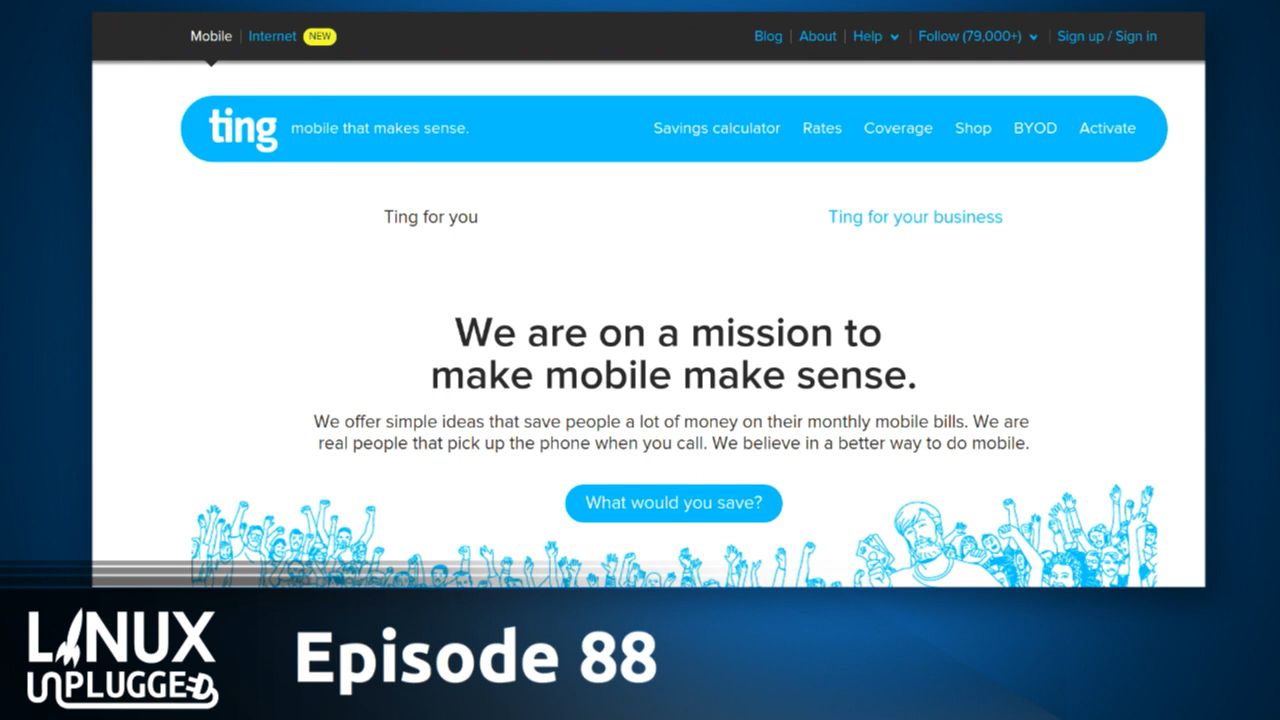 Mobile | Internet NEW
Blog | About | Help | Follow (79,000+) | Sign up / Sign in
ting mobile that makes sense.
Savings calculator Rates Coverage Shop BYOD Activate
Ting for you
Ting for your business
We are on a mission to
make mobile make sense.
We offer simple ideas that save people a lot of money on their monthly mobile bills. We are
real people that pick up the phone when you call. We believe in a better way to do mobile.
What would you save?
LINUX
UNPLUGGED
Episode 88